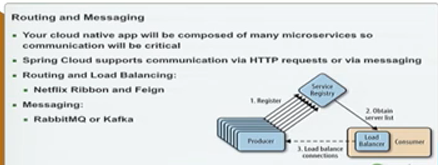 Routing and Messaging
Your cloud native app will be composed of many microservices so
communication will be critical
Spring Cloud supports communication via HTTP requests or via messaging
Routing and Load Balancing:
Netflix Ribbon and Feign
Messaging:
RabbitMQ or Kafka
Service
Registry
1. Register
2. Obtain
server list
Producer
3. Load balance
connections
Load
Balancer
Consumer